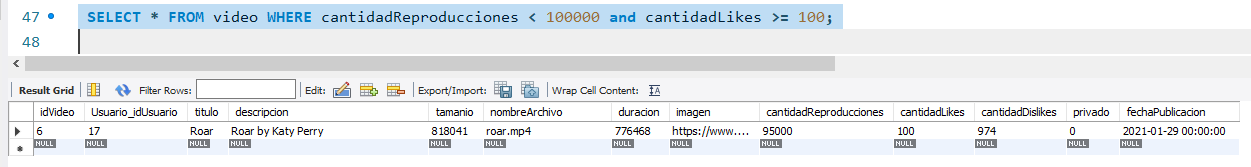 47 SELECT * FROM video WHERE cantidadReproducciones < 100000 and cantidadLikes >= 100;
48
Result Grid Filter Rows: Edit: Export/Import: Wrap Cell Content: IA
idVideo Usuario_idUsuario titulo descripcion tamanio nombreArchivo duracion imagen cantidadReproducciones cantidadLikes cantidadDislikes privado fechaPublicacion
6 17 Roar Roar by Katy Perry 818041 roar.mp4 776468 https://www.... 95000 100 974 0 2021-01-29 00:00:00
NULL NULL NULL NULL NULL NULL NULL NULL NULL NULL NULL NULL NULL